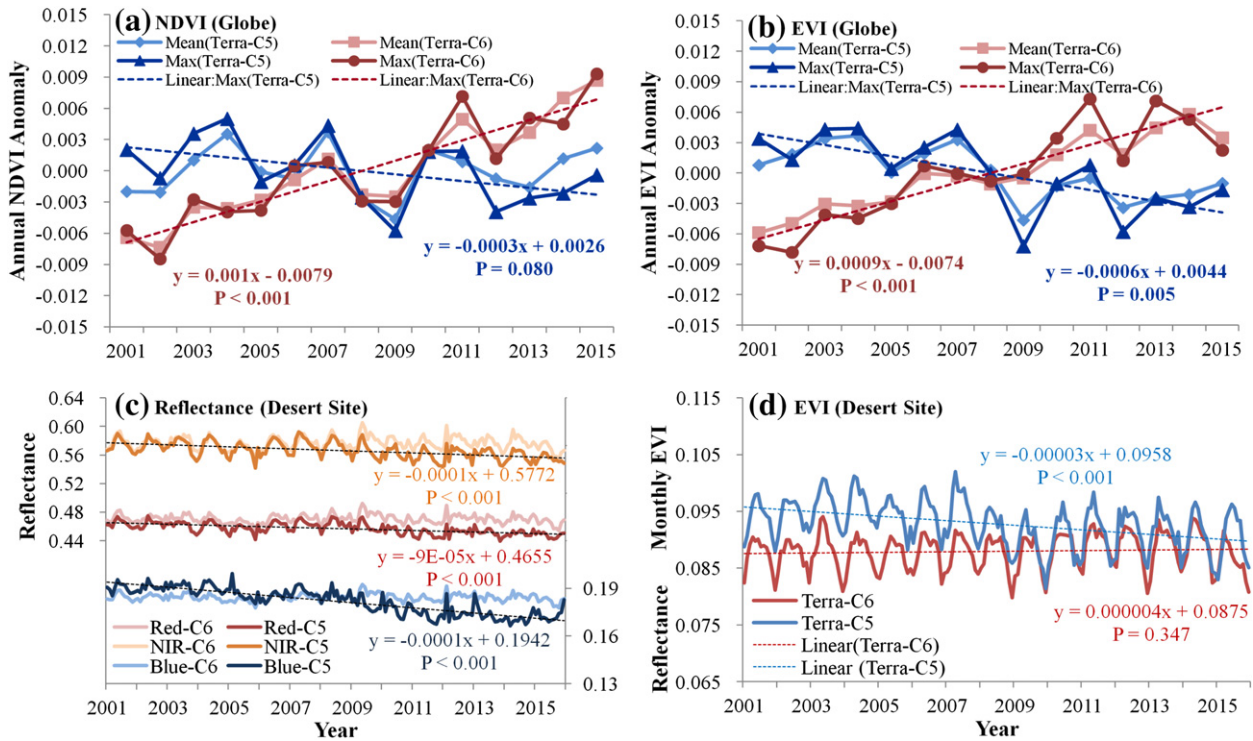 (a) NDVI (Globe)
Mean(Terra-C5) Mean(Terra-C6)
Max(Terra-C5) Max(Terra-C6)
Linear:Max(Terra-C5) Linear:Max(Terra-C6)
Annual NDVI Anomaly
0.015
0.012
0.009
0.006
0.003
0.000
-0.003
-0.006
-0.009
-0.012
-0.015
y = 0.001x - 0.0079
P < 0.001
y = -0.0003x + 0.0026
P = 0.080
2001 2003 2005 2007 2009 2011 2013 2015
(b) EVI (Globe)
Mean(Terra-C5) Mean(Terra-C6)
Max(Terra-C5) Max(Terra-C6)
Linear:Max(Terra-C5) Linear:Max(Terra-C6)
Annual EVI Anomaly
0.015
0.012
0.009
0.006
0.003
0.000
-0.003
-0.006
-0.009
-0.012
-0.015
y = 0.0009x - 0.0074
P < 0.001
y = -0.0006x + 0.0044
P = 0.005
2001 2003 2005 2007 2009 2011 2013 2015
(c) Reflectance (Desert Site)
Reflectance
0.64
0.60
0.56
0.52
0.48
0.44
y = -0.0001x + 0.5772
P < 0.001
y = -9E-05x + 0.4655
P < 0.001
y = -0.0001x + 0.1942
P < 0.001
Red-C6 Red-C5
NIR-C6 NIR-C5
Blue-C6 Blue-C5
0.19
0.16
0.13
Reflectance
2001 2003 2005 2007 2009 2011 2013 2015
Year
(d) EVI (Desert Site)
Monthly EVI
0.115
0.105
0.095
0.085
0.075
0.065
y = -0.00003x + 0.0958
P < 0.001
y = 0.000004x + 0.0875
P = 0.347
Terra-C6
Terra-C5
Linear(Terra-C6)
Linear (Terra-C5)
2001 2003 2005 2007 2009 2011 2013 2015
Year